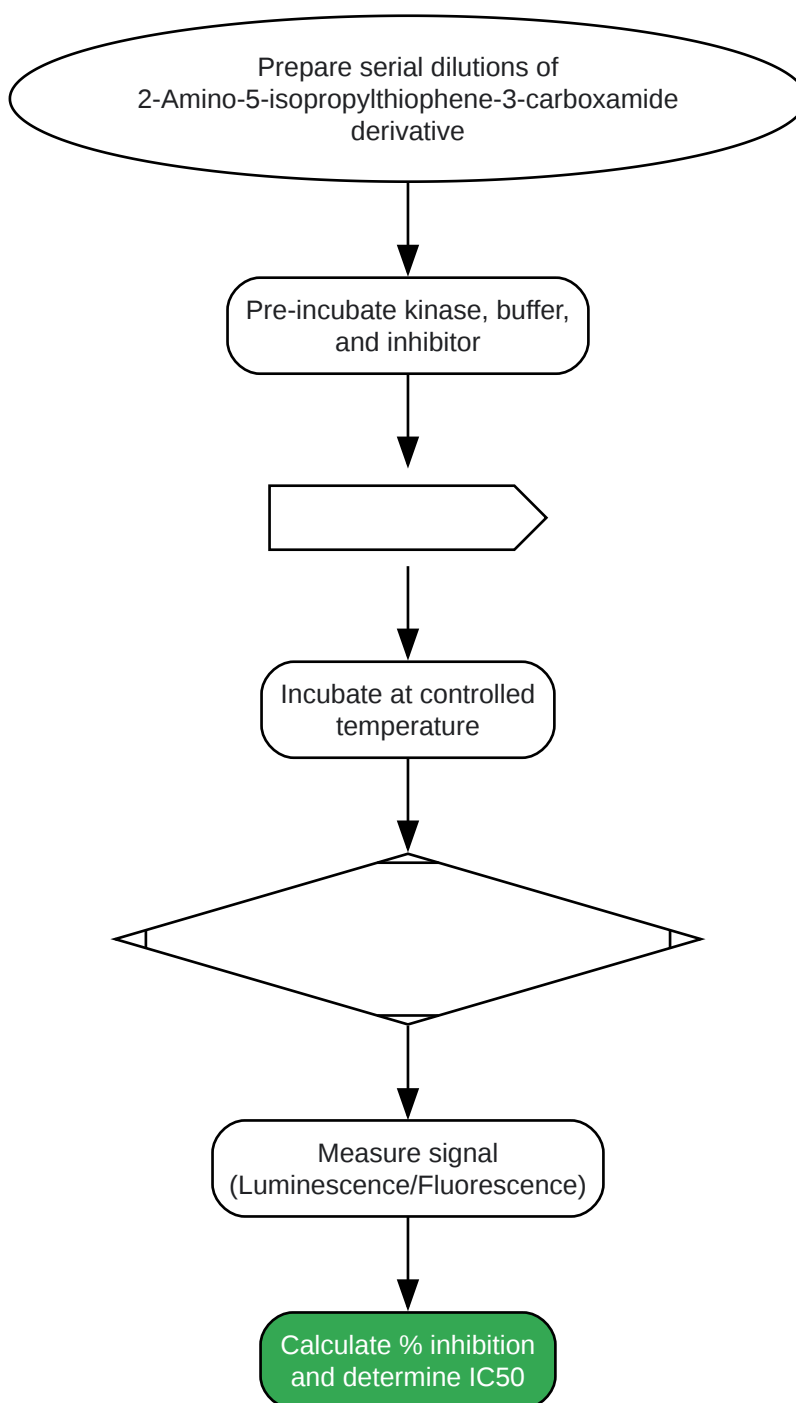 Prepare serial dilutions of
2-Amino-5-isopropylthiophene-3-carboxamide
derivative
Pre-incubate kinase, buffer,
and inhibitor
Incubate at controlled
temperature
Measure signal
(Luminescence/Fluorescence)
Calculate % inhibition
and determine IC50